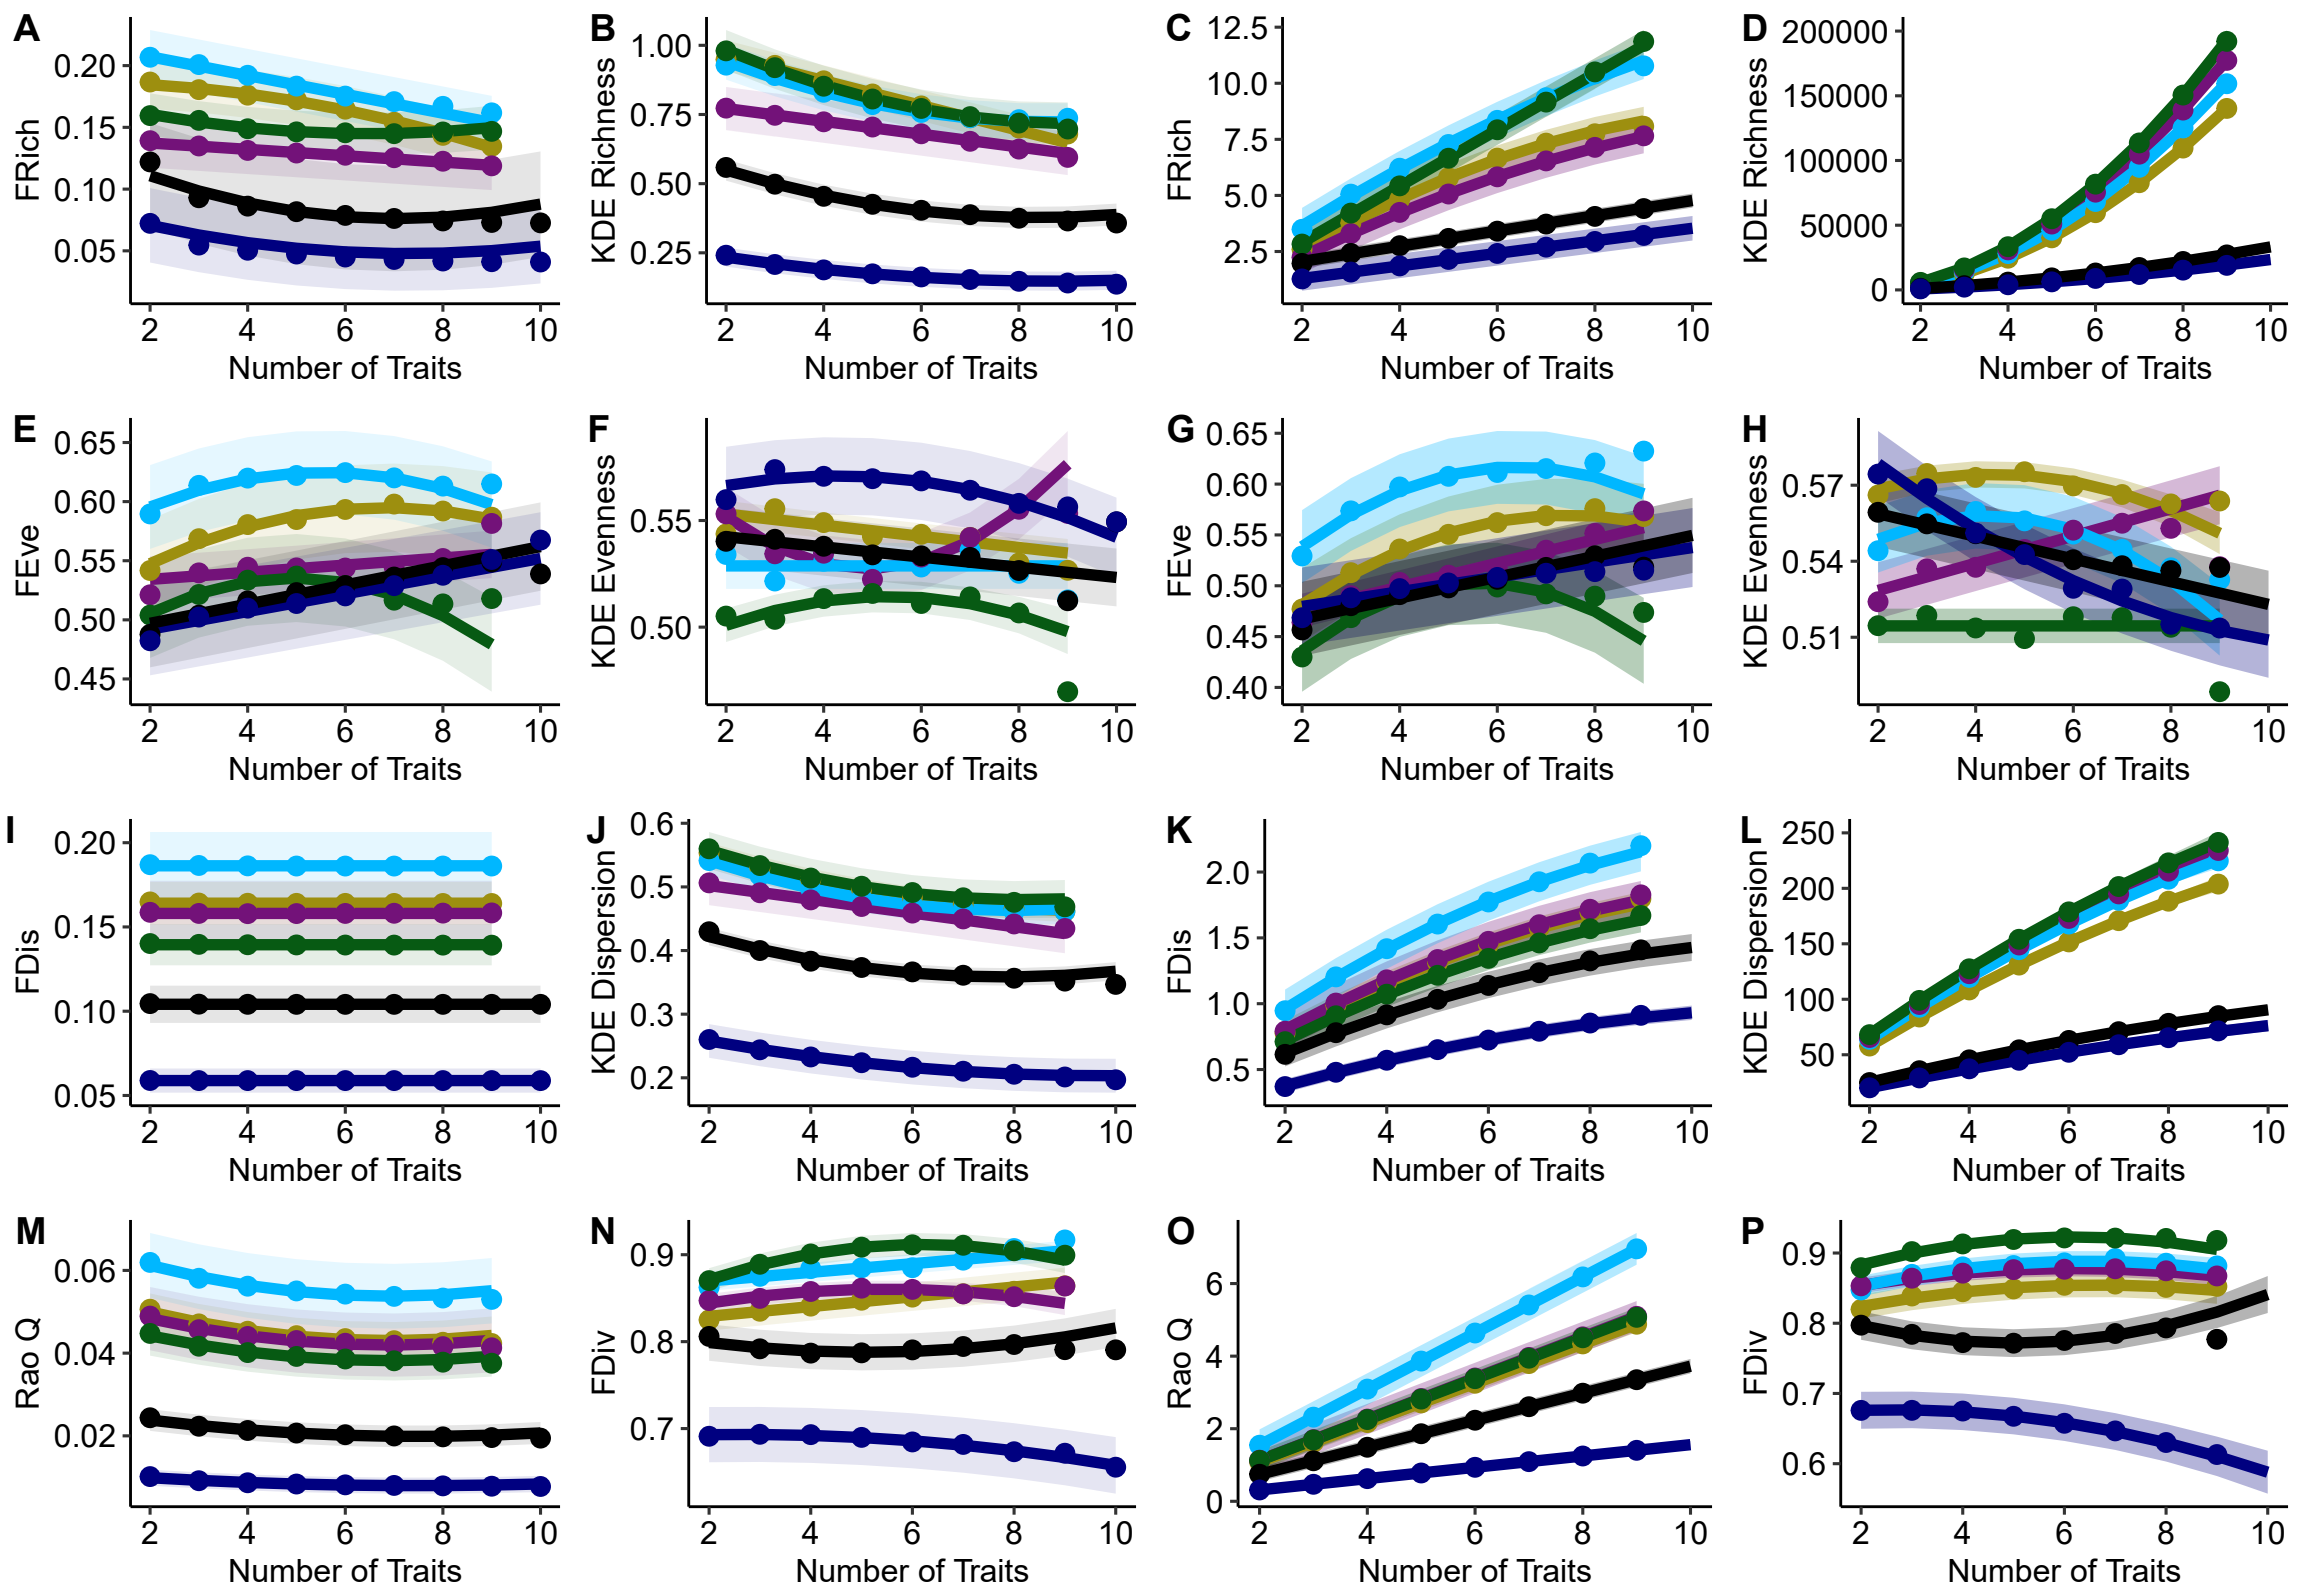 A
FRich
0.20
0.15
0.10
0.05
2 4 6 8 10
Number of Traits
B
KDE Richness
1.00
0.75
0.50
0.25
2 4 6 8 10
Number of Traits
C
FRich
12.5
10.0
7.5
5.0
2.5
2 4 6 8 10
Number of Traits
D
KDE Richness
200000
150000
100000
50000
0
2 4 6 8 10
Number of Traits
E
FEve
0.65
0.60
0.55
0.50
0.45
2 4 6 8 10
Number of Traits
F
KDE Evenness
0.55
0.50
2 4 6 8 10
Number of Traits
G
FEve
0.65
0.60
0.55
0.50
0.45
0.40
2 4 6 8 10
Number of Traits
H
KDE Evenness
0.57
0.54
0.51
2 4 6 8 10
Number of Traits
I
FDis
0.20
0.15
0.10
0.05
2 4 6 8 10
Number of Traits
J
KDE Dispersion
0.6
0.5
0.4
0.3
0.2
2 4 6 8 10
Number of Traits
K
FDis
2.0
1.5
1.0
0.5
2 4 6 8 10
Number of Traits
L
KDE Dispersion
250
200
150
100
50
2 4 6 8 10
Number of Traits
M
Rao Q
0.06
0.04
0.02
2 4 6 8 10
Number of Traits
N
FDiv
0.9
0.8
0.7
2 4 6 8 10
Number of Traits
O
Rao Q
6
4
2
0
2 4 6 8 10
Number of Traits
P
FDiv
0.9
0.8
0.7
0.6
2 4 6 8 10
Number of Traits